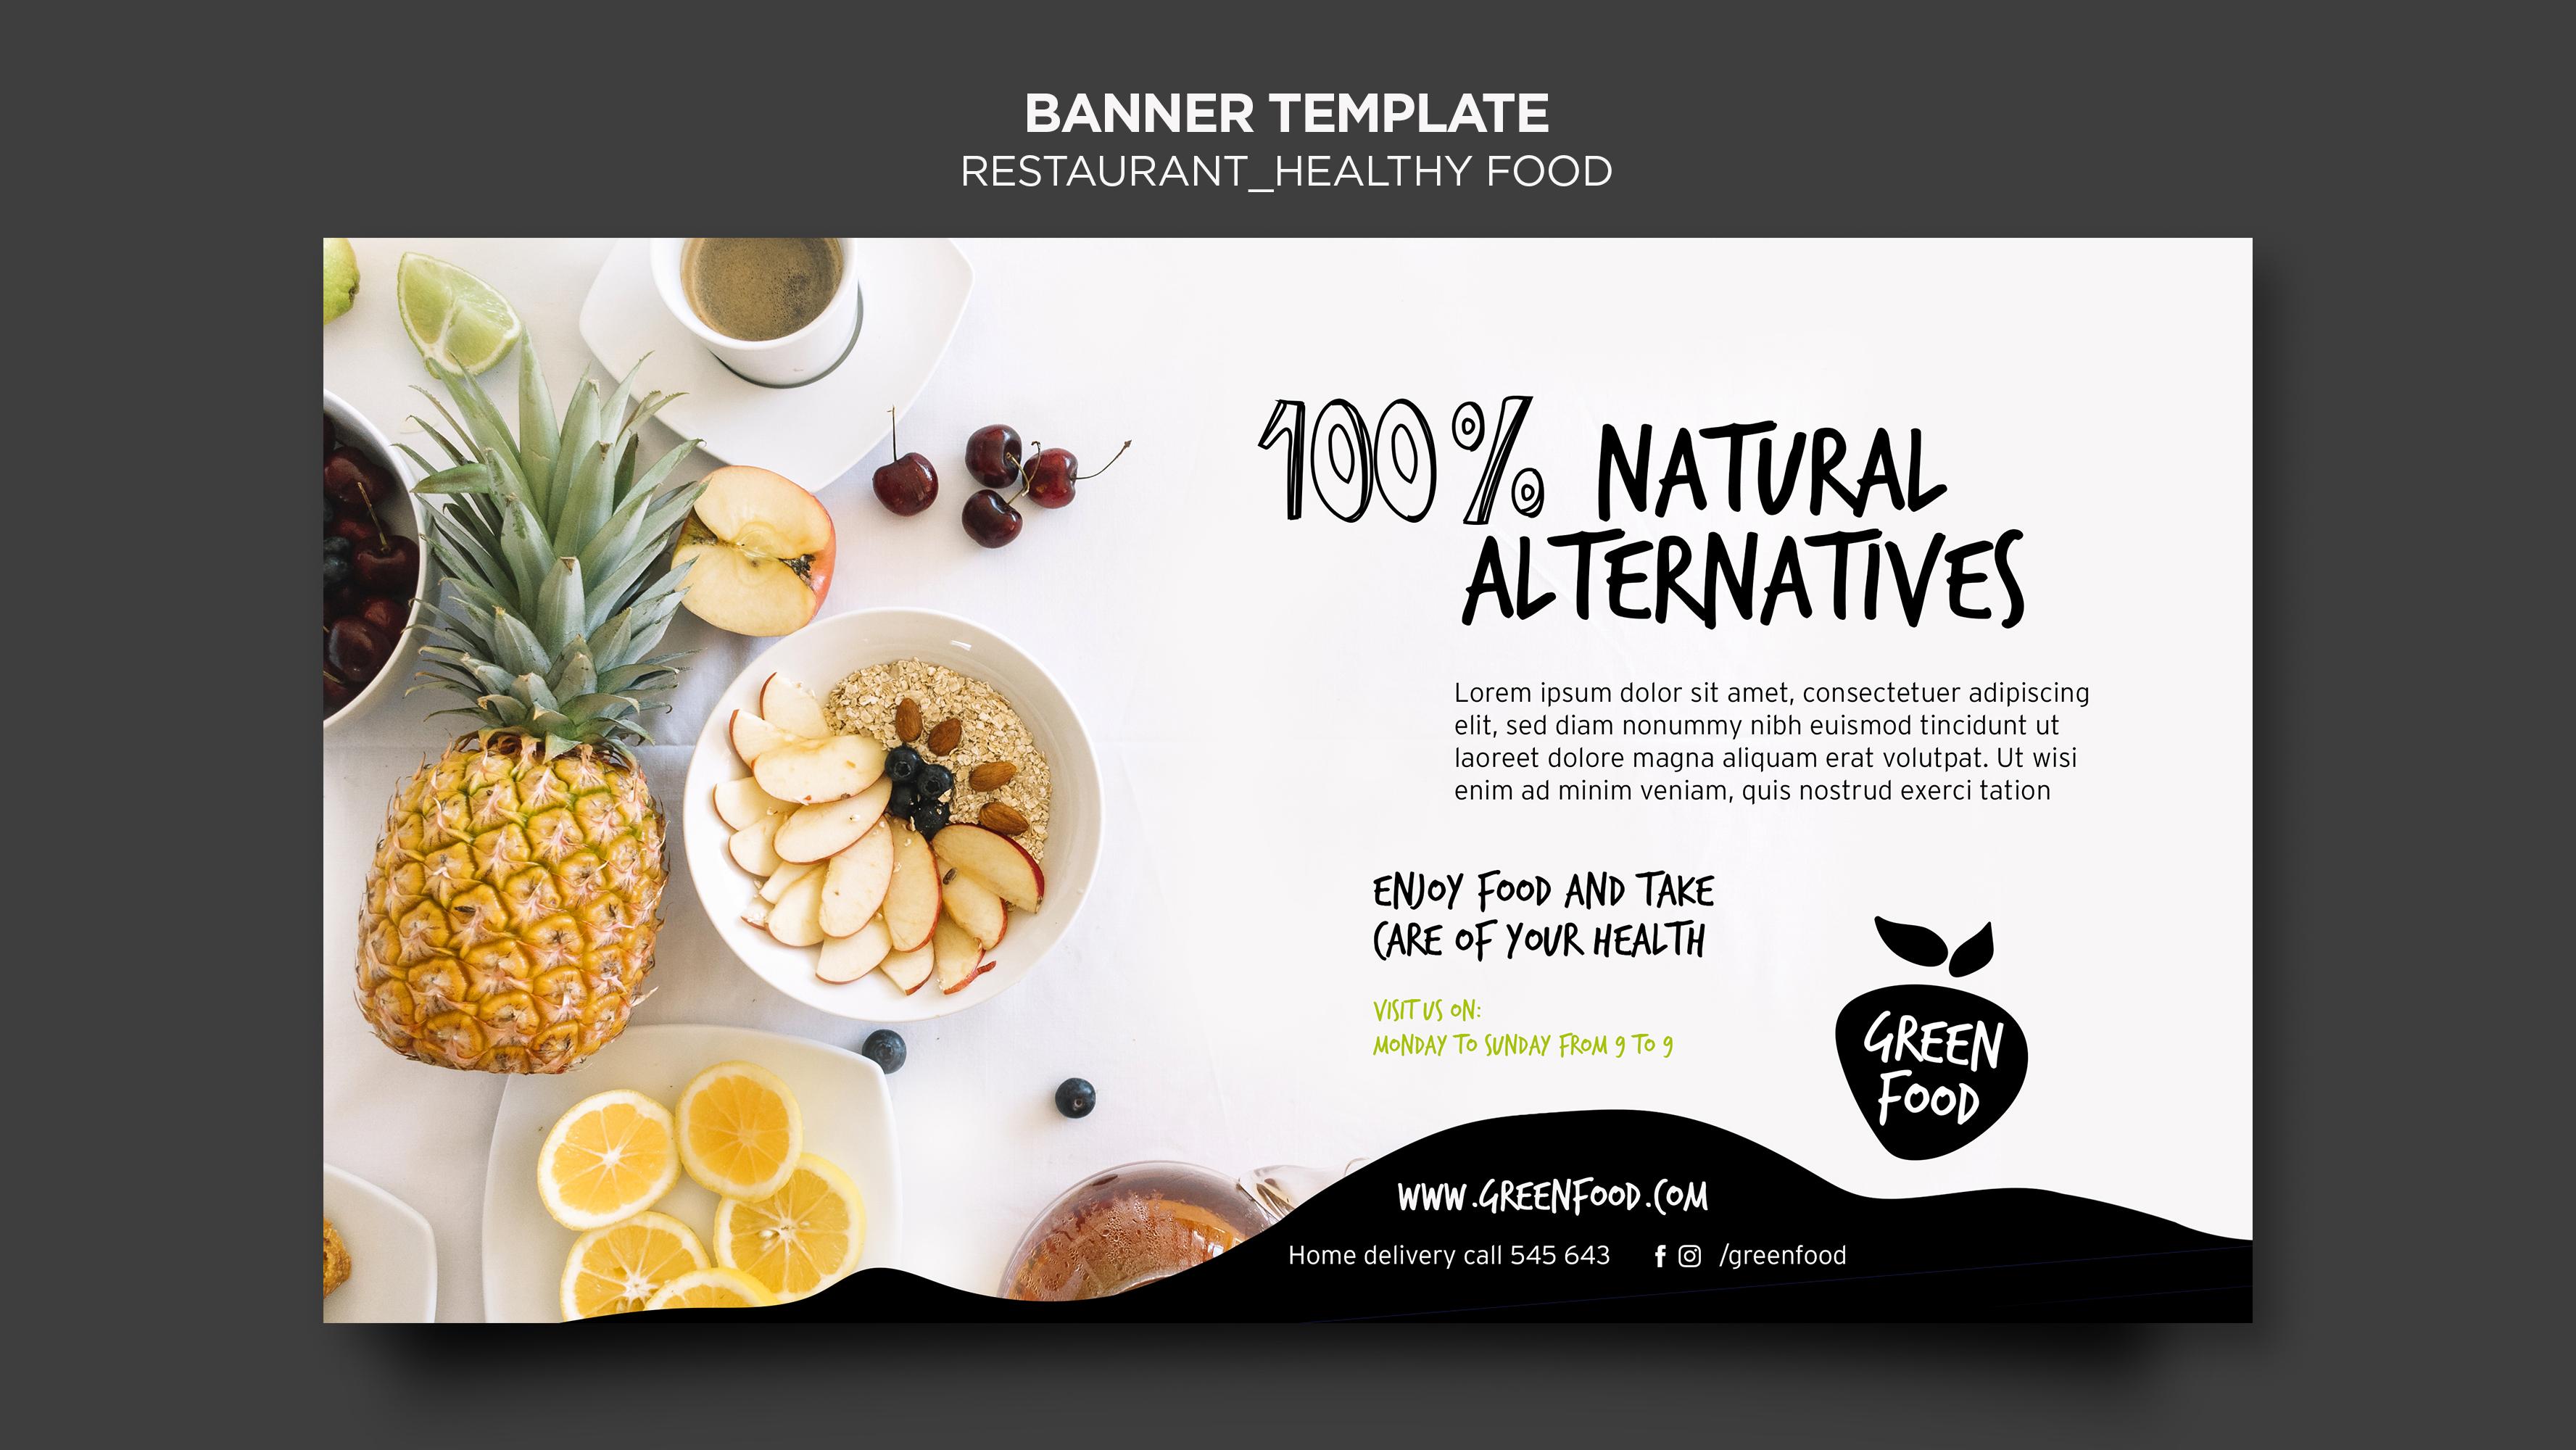 BANNER TEMPLATE
RESTAURANT_HEALTHY FOOD
100% NATURAL
ALTERNATIVES
Lorem ipsum dolor sit amet, consectetuer adipiscing
elit, sed diam nonummy nibh euismod tincidunt ut
laoreet dolore magna aliquam erat volutpat. Ut wisi
enim ad minim veniam, quis nostrud exerci tation
ENJOY FOOD AND TAKE
CARE OF YOUR HEALTH
VISIT US ON:
MONDAY TO SUNDAY FROM 9 TO 9
GREEN
FOOD
WWW.GREENFOOD.COM
Home delivery call 545 643 /greenfood